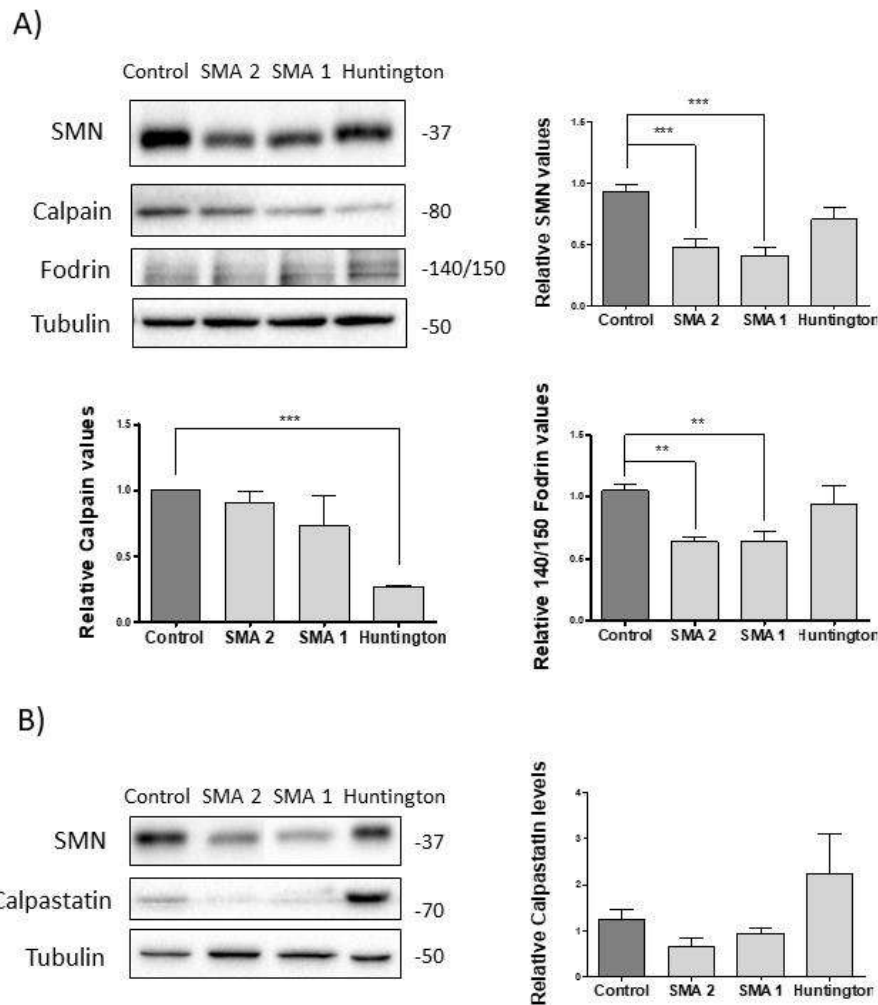 A)
Control SMA 2 SMA 1 Huntington
SMN
-37
Calpain
-80
Fodrin
-140/150
Tubulin
-50
Relative SMN values
1.5
1.0
0.5
0.0
***
***
Control SMA 2 SMA 1 Huntington
Relative Calpain values
1.5
1.0
0.5
0.0
***
Control SMA 2 SMA 1 Huntington
Relative 140/150 Fodrin values
1.5
1.0
0.5
0.0
**
**
Control SMA 2 SMA 1 Huntington
B)
Control SMA 2 SMA 1 Huntington
SMN
-37
Calpastatin
-70
Tubulin
-50
Relative Calpastatin levels
4
3
2
1
0
Control SMA 2 SMA 1 Huntington